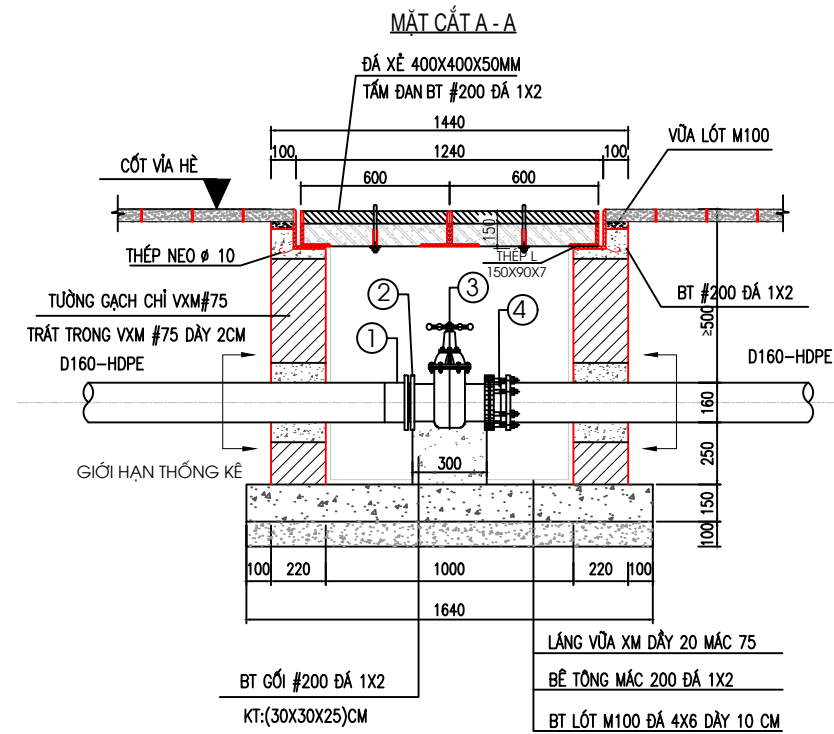 MẶT CẮT A - A
ĐÁ XẺ 400X400X50MM
TẤM ĐAN BT #200 ĐÁ 1X2
1440
VỮA LÓT M100
100
1240
100
CỐT VỈA HÈ
600
600
150
THÉP NEO Ø 10
THÉP L
150X90X7
TƯỜNG GẠCH CHỈ VXM#75
BT #200 ĐÁ 1X2
TRÁT TRONG VXM #75 DÀY 2CM
≥500
1
2
3
4
D160-HDPE
D160-HDPE
160
300
250
GIỚI HẠN THỐNG KÊ
150
100
100
220
1000
220
100
1640
LÁNG VỮA XM DẦY 20 MÁC 75
BT GỐI #200 ĐÁ 1X2
BÊ TÔNG MÁC 200 ĐÁ 1X2
KT:(30X30X25)CM
BT LÓT M100 ĐÁ 4X6 DÀY 10 CM